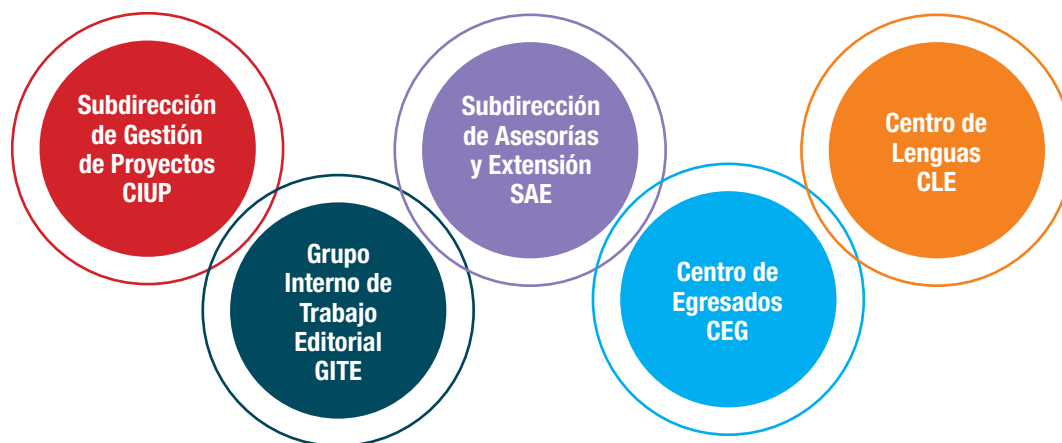 Subdirección
de Gestión
de Proyectos
CIUP
Grupo
Interno de
Trabajo
Editorial
GITE
Subdirección
de Asesorías
y Extensión
SAE
Centro de
Egresados
CEG
Centro de
Lenguas
CLE